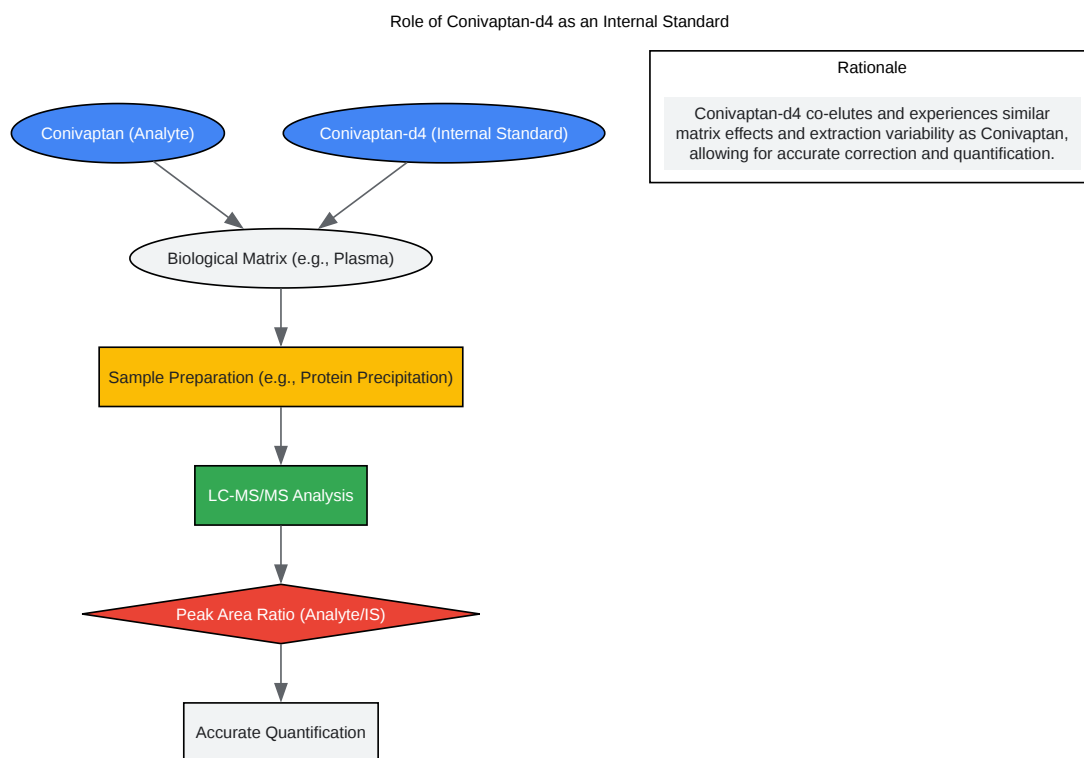 Role of Conivaptan-d4 as an Internal Standard
Rationale
Conivaptan-d4 co-elutes and experiences similar
matrix effects and extraction variability as Conivaptan,
allowing for accurate correction and quantification.
Conivaptan (Analyte)
Conivaptan-d4 (Internal Standard)
Biological Matrix (e.g., Plasma)
Sample Preparation (e.g., Protein Precipitation)
LC-MS/MS Analysis
Peak Area Ratio (Analyte/IS)
Accurate Quantification